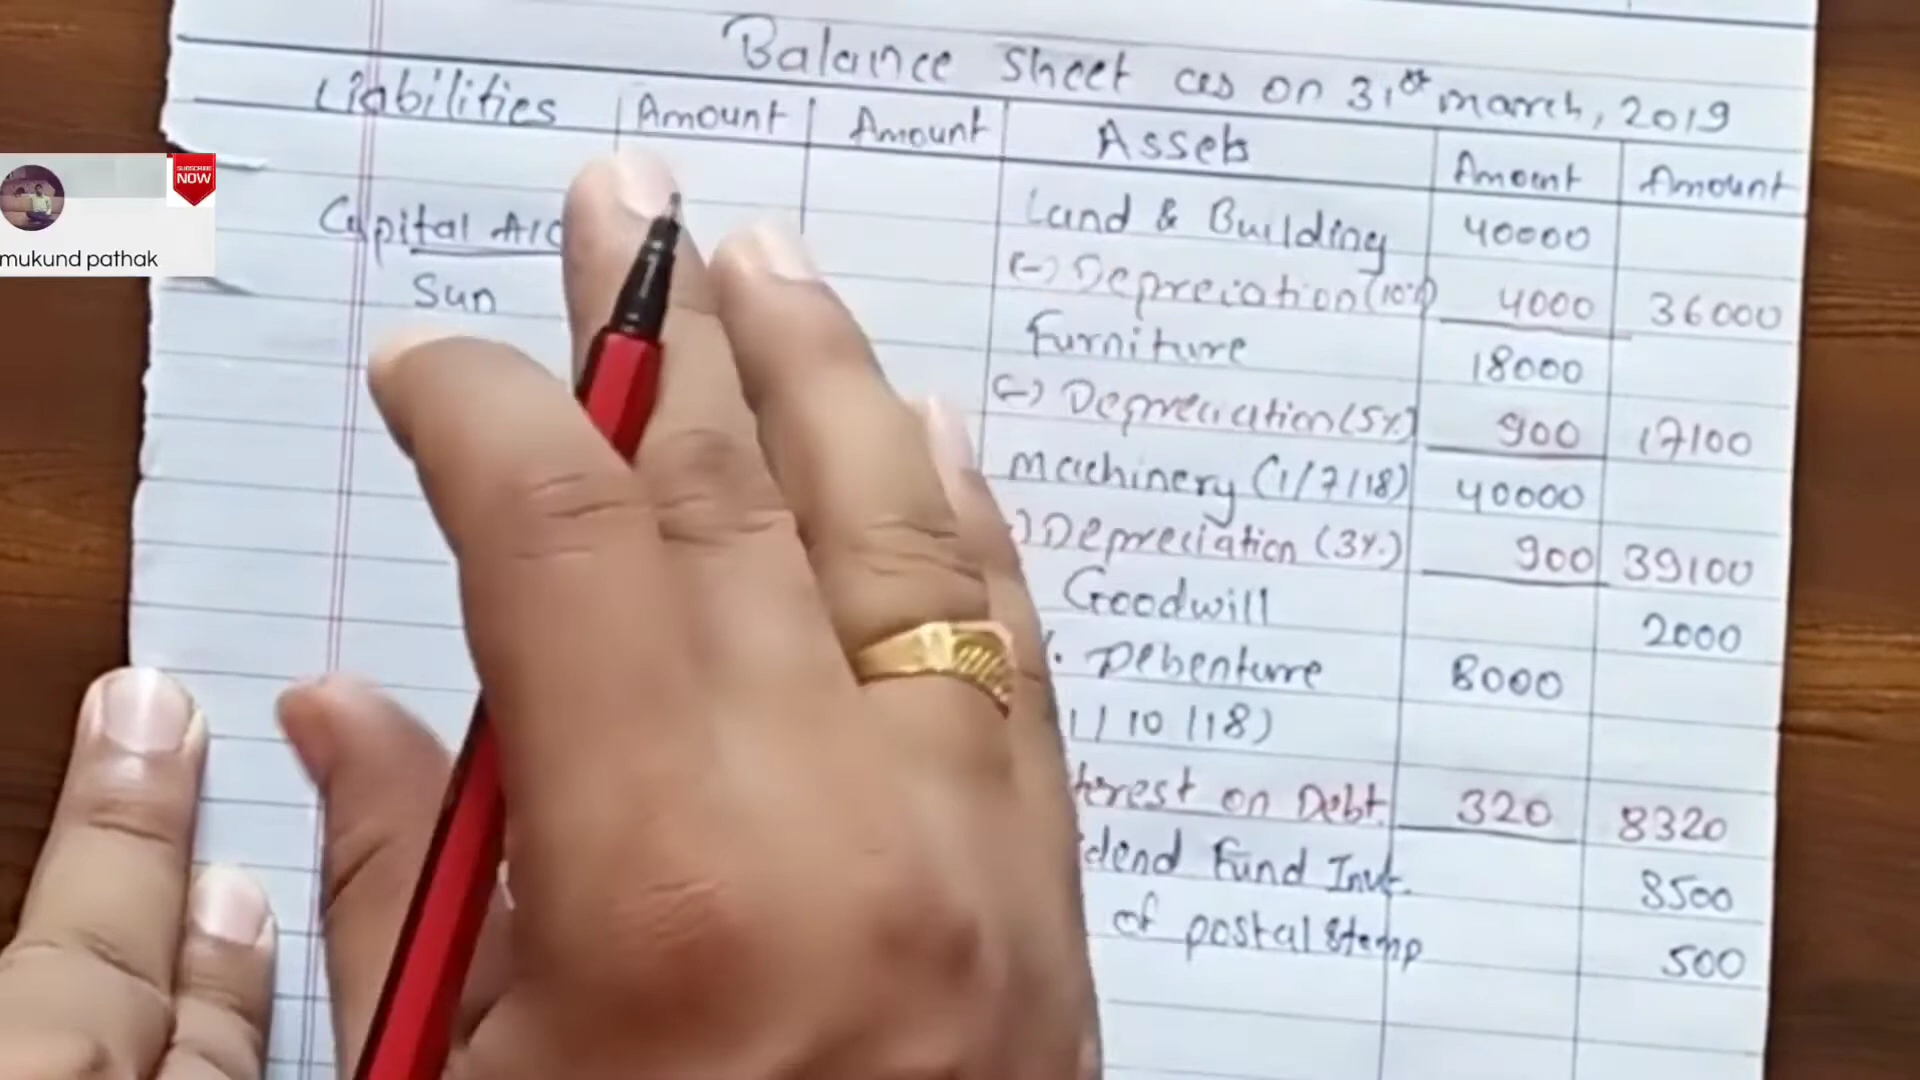 Balance Sheet as on 31st march, 2019
Liabilities Amount Amount Assets Amount Amount
SUBSCRIBE NOW
mukund pathak
Capital A/c
Sun
Land & Building 40000
(-) Depreciation (10%) 4000 36000
Furniture 18000
(-) Depreciation (5%) 900 17100
Machinery (1/7/18) 40000
) Depreciation (3%) 900 39100
Goodwill 2000
%. Debenture 8000
1/10/18)
terest on Debt. 320 8320
idend Fund Invt. 8500
of postal Stamp 500